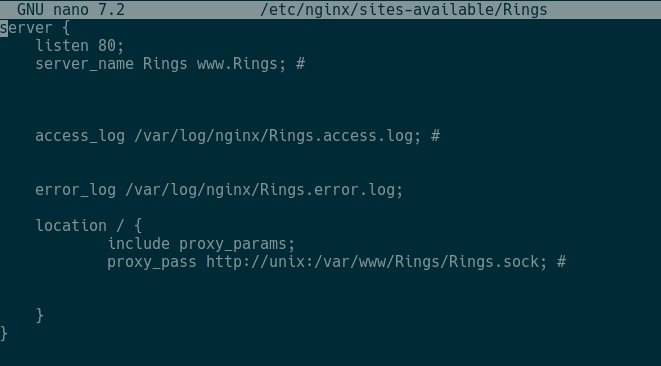 GNU nano 7.2 /etc/nginx/sites-available/Rings
server {
listen 80;
server_name Rings www.Rings; #
access_log /var/log/nginx/Rings.access.log; #
error_log /var/log/nginx/Rings.error.log;
location / {
include proxy_params;
proxy_pass http://unix:/var/www/Rings/Rings.sock; #
}
}